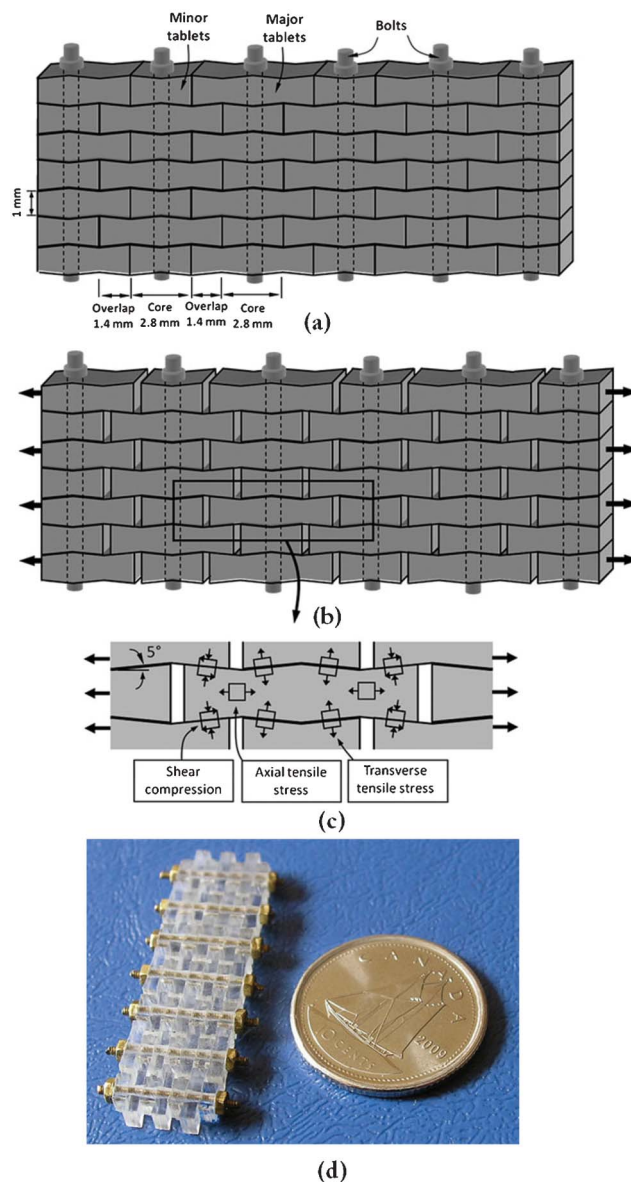 Minor tablets
Major tablets
Bolts
1 mm
Overlap 1.4 mm
Core 2.8 mm
Overlap 1.4 mm
Core 2.8 mm
(a)
(b)
5°
Shear compression
Axial tensile stress
Transverse tensile stress
(c)
CANADA
2009
10 CENTS
(d)